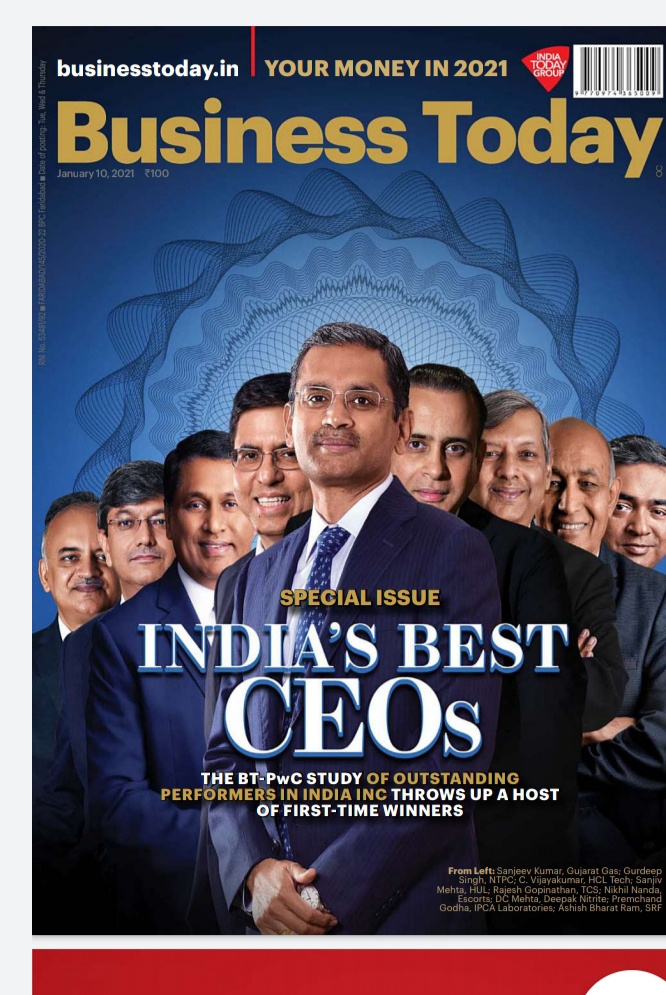 businesstoday.in
YOUR MONEY IN 2021
INDIA
TODAY
GROUP
Business Today
January 10, 2021 ₹100
SPECIAL ISSUE
INDIA'S BEST
CEOs
THE BT-PwC STUDY OF OUTSTANDING
PERFORMERS IN INDIA INC THROWS UP A HOST
OF FIRST-TIME WINNERS
From Left: Sanjeev Kumar, Gujarat Gas; Gurdeep
Singh, NTPC; C. Vijayakumar, HCL Tech; Sanjiv
Mehta, HUL; Rajesh Gopinathan, TCS; Nikhil Nanda,
Escorts; DC Mehta, Deepak Nitrite; Premchand
Godha, IPCA Laboratories; Ashish Bharat Ram, SRF